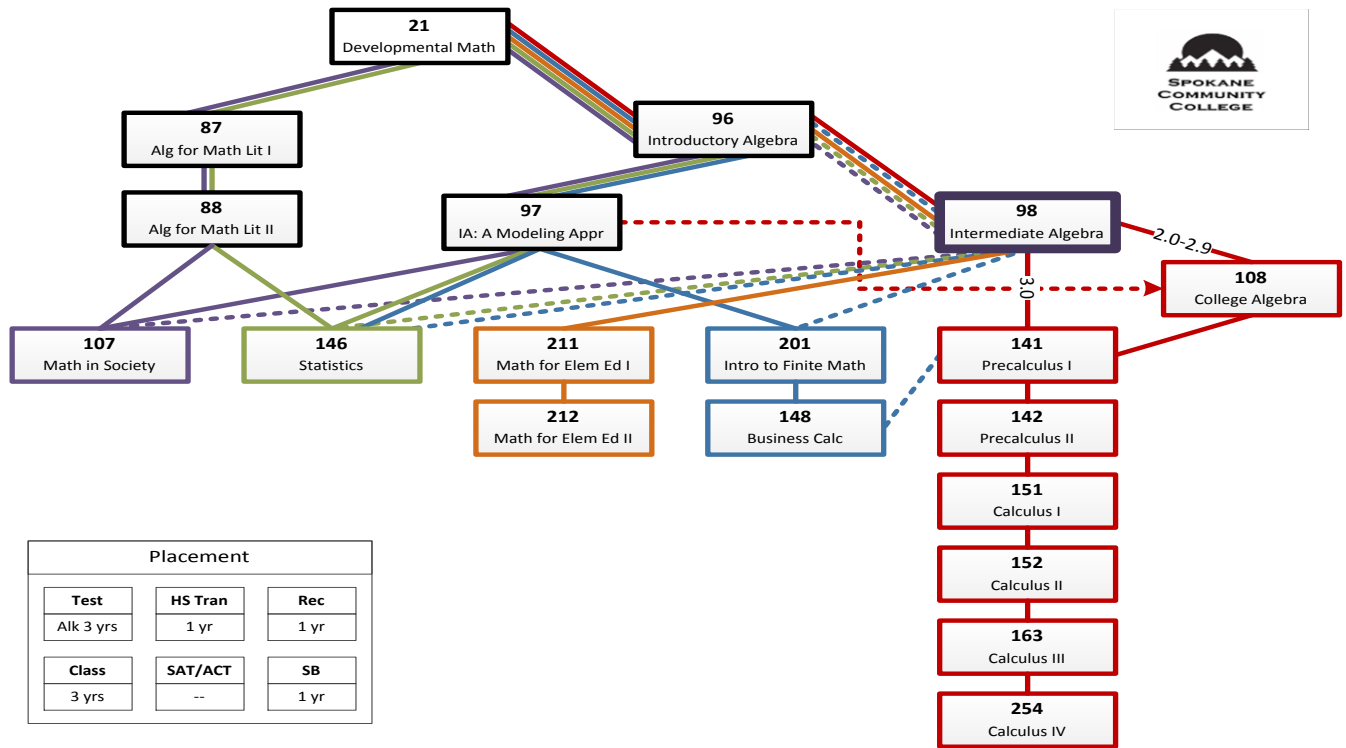 21
Developmental Math
SPOKANE
COMMUNITY
COLLEGE
87
Alg for Math Lit I
96
Introductory Algebra
88
Alg for Math Lit II
97
IA: A Modeling Appr
98
Intermediate Algebra
2.0-2.9
108
College Algebra
3.0
107
Math in Society
146
Statistics
211
Math for Elem Ed I
201
Intro to Finite Math
141
Precalculus I
212
Math for Elem Ed II
148
Business Calc
142
Precalculus II
151
Calculus I
152
Calculus II
163
Calculus III
254
Calculus IV
Placement
Test
Alk 3 yrs
HS Tran
1 yr
Rec
1 yr
Class
3 yrs
SAT/ACT
--
SB
1 yr